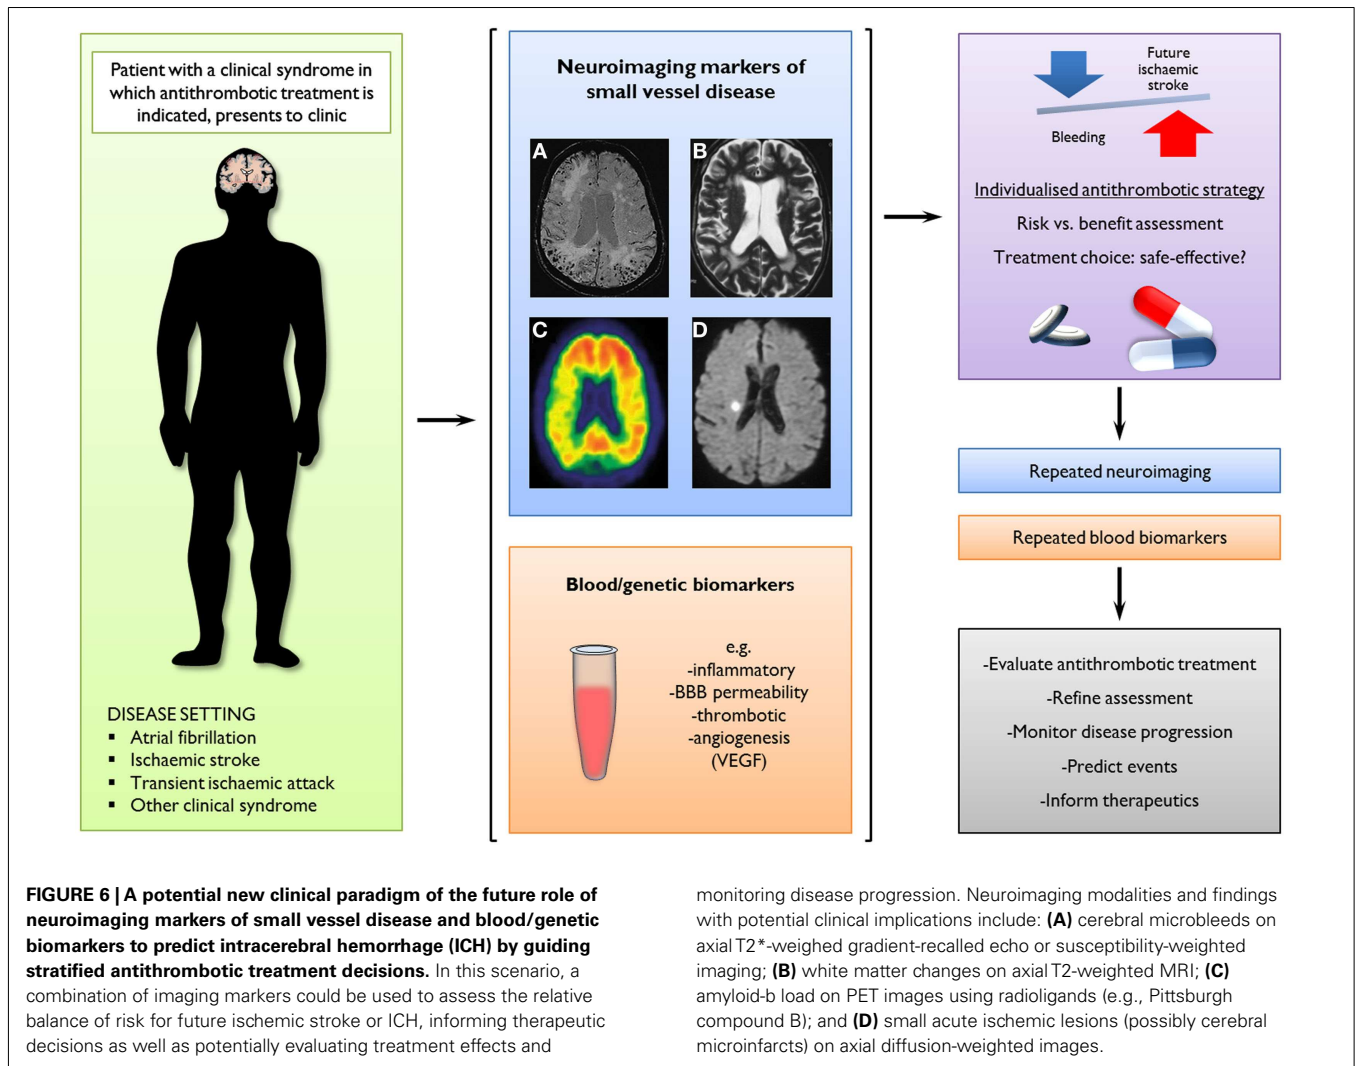 Patient with a clinical syndrome in
which antithrombotic treatment is
indicated, presents to clinic
DISEASE SETTING
▪ Atrial fibrillation
▪ Ischaemic stroke
▪ Transient ischaemic attack
▪ Other clinical syndrome
Neuroimaging markers of
small vessel disease
A
B
C
D
Blood/genetic biomarkers
e.g.
-inflammatory
-BBB permeability
-thrombotic
-angiogenesis
(VEGF)
Future
ischaemic
stroke
Bleeding
Individualised antithrombotic strategy
Risk vs. benefit assessment
Treatment choice: safe-effective?
Repeated neuroimaging
Repeated blood biomarkers
-Evaluate antithrombotic treatment
-Refine assessment
-Monitor disease progression
-Predict events
-Inform therapeutics
FIGURE 6 | A potential new clinical paradigm of the future role of
neuroimaging markers of small vessel disease and blood/genetic
biomarkers to predict intracerebral hemorrhage (ICH) by guiding
stratified antithrombotic treatment decisions. In this scenario, a
combination of imaging markers could be used to assess the relative
balance of risk for future ischemic stroke or ICH, informing therapeutic
decisions as well as potentially evaluating treatment effects and
monitoring disease progression. Neuroimaging modalities and findings
with potential clinical implications include: (A) cerebral microbleeds on
axial T2*-weighed gradient-recalled echo or susceptibility-weighted
imaging; (B) white matter changes on axial T2-weighted MRI; (C)
amyloid-b load on PET images using radioligands (e.g., Pittsburgh
compound B); and (D) small acute ischemic lesions (possibly cerebral
microinfarcts) on axial diffusion-weighted images.